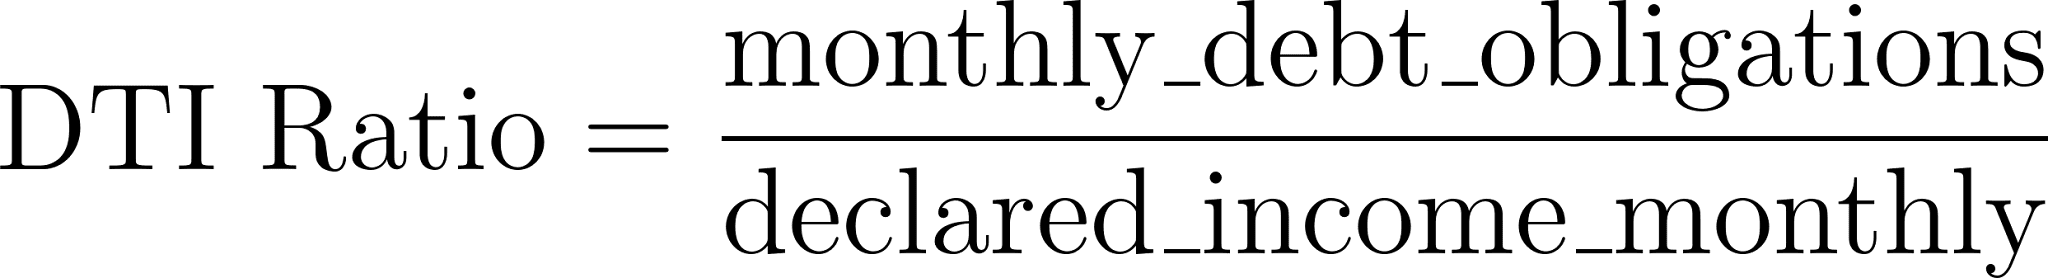 DTI Ratio = monthly_debt_obligations
declared_income_monthly